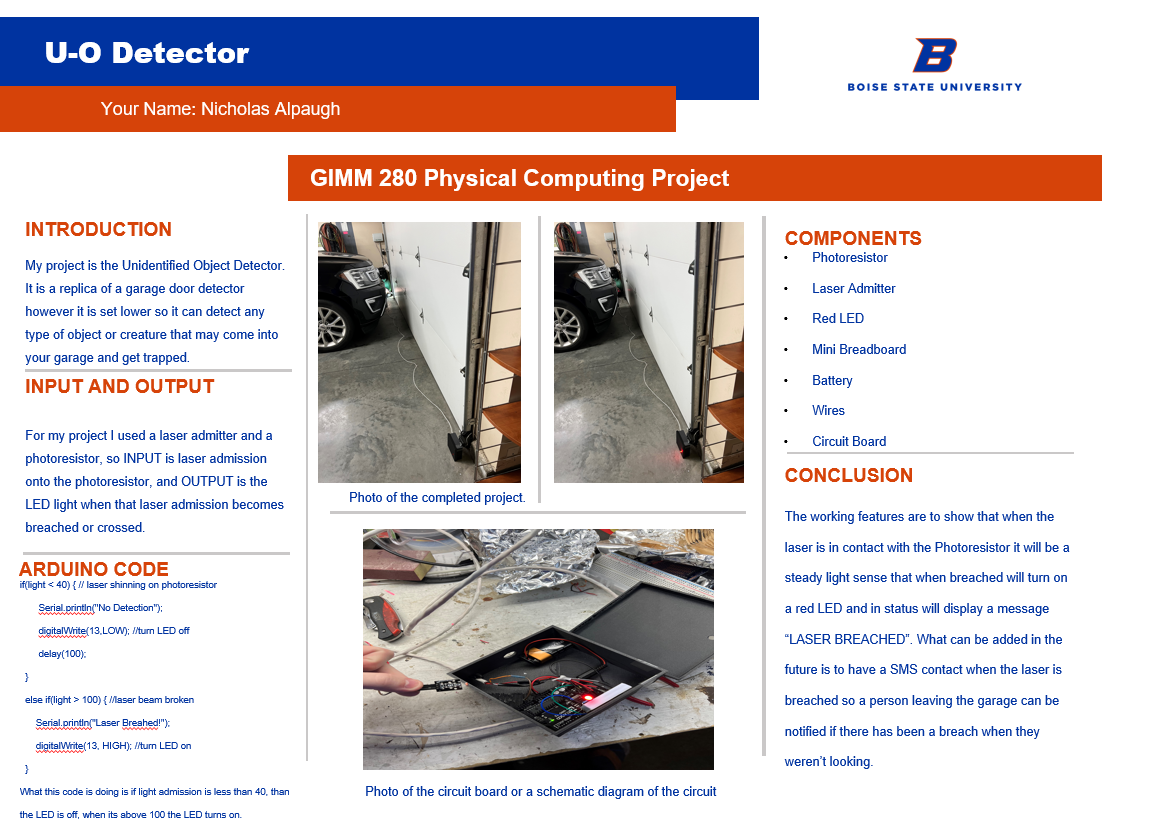 U-O Detector
Your Name: Nicholas Alpaugh
B
BOISE STATE UNIVERSITY
GIMM 280 Physical Computing Project
INTRODUCTION
My project is the Unidentified Object Detector.
It is a replica of a garage door detector
however it is set lower so it can detect any
type of object or creature that may come into
your garage and get trapped.
INPUT AND OUTPUT
For my project I used a laser admitter and a
photoresistor, so INPUT is laser admission
onto the photoresistor, and OUTPUT is the
LED light when that laser admission becomes
breached or crossed.
ARDUINO CODE
if(light < 40) { // laser shinning on photoresistor
Serial.println("No Detection");
digitalWrite(13,LOW); //turn LED off
delay(100);
}
else if(light > 100) { //laser beam broken
Serial.println("Laser Breahed!");
digitalWrite(13, HIGH); //turn LED on
}
What this code is doing is if light admission is less than 40, than
the LED is off, when its above 100 the LED turns on.
Photo of the completed project.
Photo of the circuit board or a schematic diagram of the circuit
COMPONENTS
• Photoresistor
• Laser Admitter
• Red LED
• Mini Breadboard
• Battery
• Wires
• Circuit Board
CONCLUSION
The working features are to show that when the
laser is in contact with the Photoresistor it will be a
steady light sense that when breached will turn on
a red LED and in status will display a message
“LASER BREACHED”. What can be added in the
future is to have a SMS contact when the laser is
breached so a person leaving the garage can be
notified if there has been a breach when they
weren’t looking.